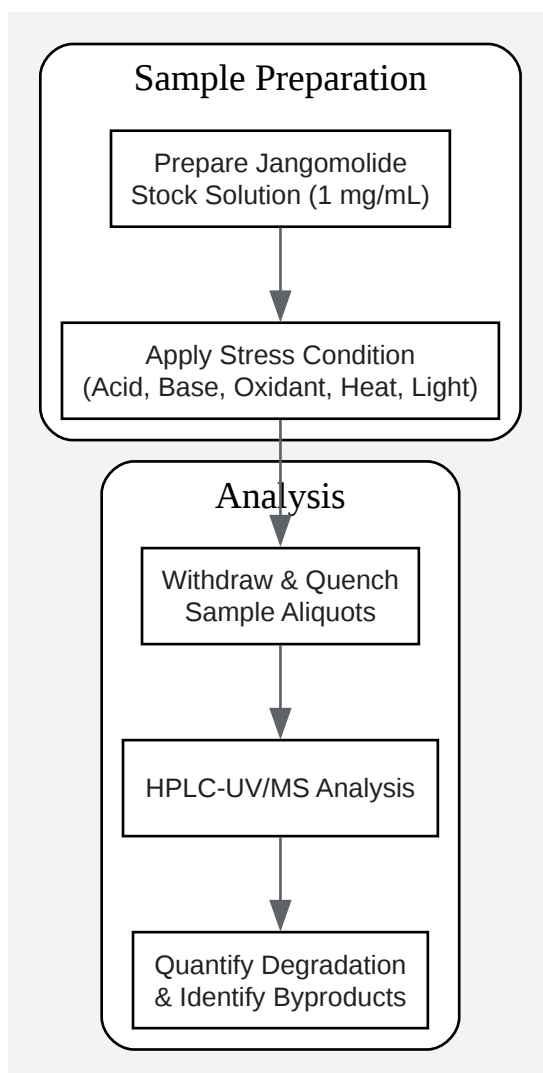 Sample Preparation
Prepare Jangomolide
Stock Solution (1 mg/mL)
Apply Stress Condition
(Acid, Base, Oxidant, Heat, Light)
Analysis
Withdraw & Quench
Sample Aliquots
HPLC-UV/MS Analysis
Quantify Degradation
& Identify Byproducts